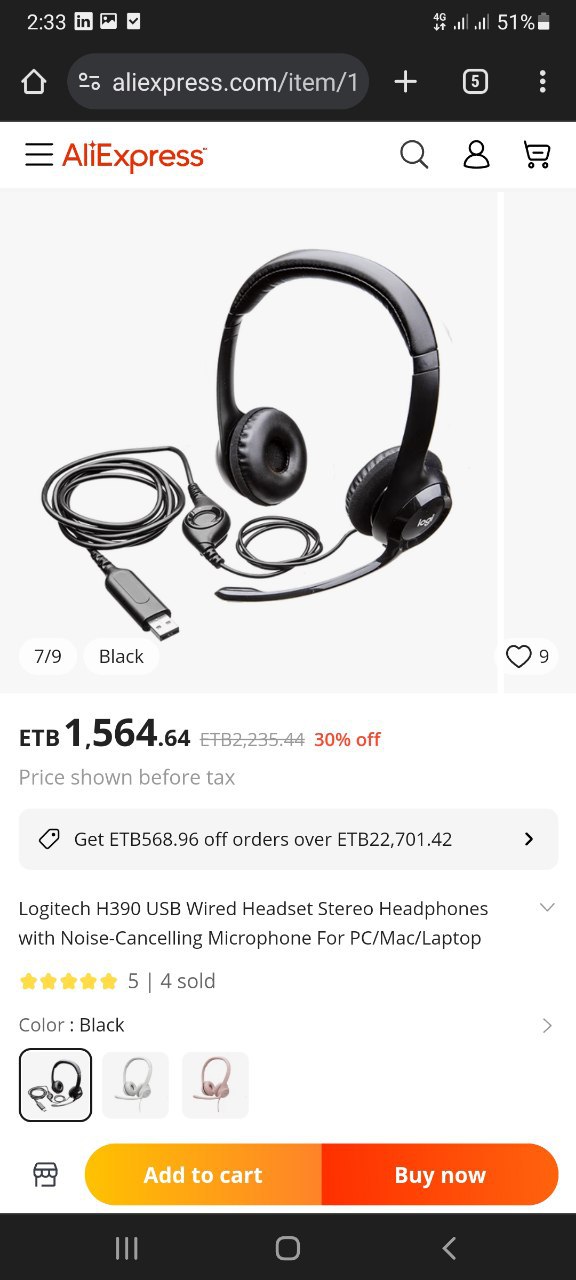 2:33
4G
51%
aliexpress.com/item/1
5
AliExpress
logi
7/9
Black
9
ETB1,564.64 ETB2,235.44 30% off
Price shown before tax
Get ETB568.96 off orders over ETB22,701.42
Logitech H390 USB Wired Headset Stereo Headphones
with Noise-Cancelling Microphone For PC/Mac/Laptop
5 | 4 sold
Color : Black
Add to cart
Buy now